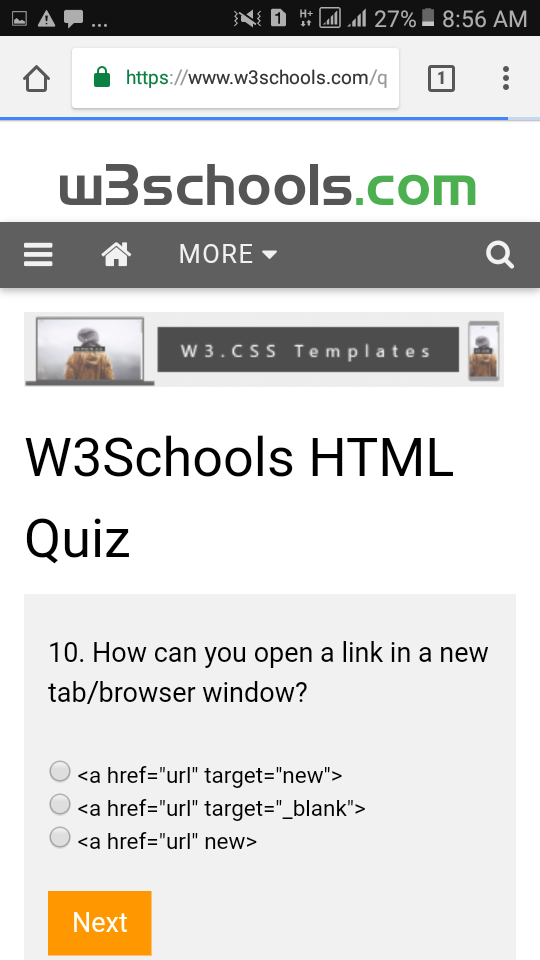 ... 1 H+ 27% 8:56 AM
https://www.w3schools.com/q
1
w3schools.com
MORE
W3.CSS Templates
W3Schools HTML
Quiz
10. How can you open a link in a new
tab/browser window?
<a href="url" target="new">
<a href="url" target="_blank">
<a href="url" new>
Next